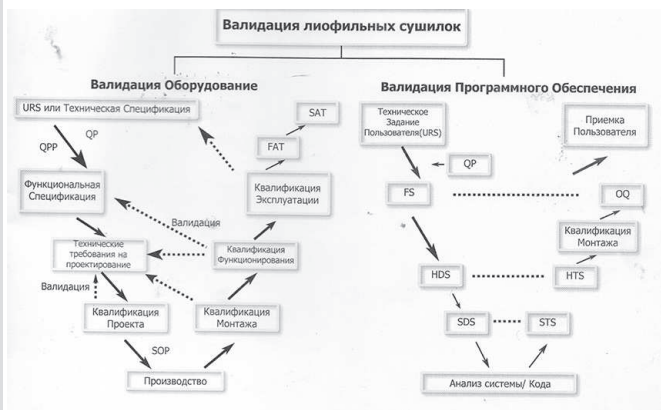 Валидация лиофильных сушилок
Валидация Оборудование
Валидация Программного Обеспечения
URS или Техническая Спецификация
QPP
QP
Функциональная
Спецификация
Технические
требования на
проектирование
Валидация
Валидация
Квалификация
Проекта
SOP
Производство
Квалификация
Монтажа
Квалификация
Функционирования
Квалификация
Эксплуатации
FAT
SAT
Техническое
Задание
Пользователя(URS)
QP
FS
HDS
SDS
Анализ системы/ Кода
STS
HTS
Квалификация
Монтажа
OQ
Приемка
Пользователя